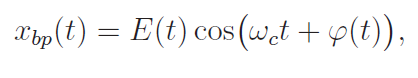 x_{bp}(t) = E(t) cos(ω_c t + φ(t)),